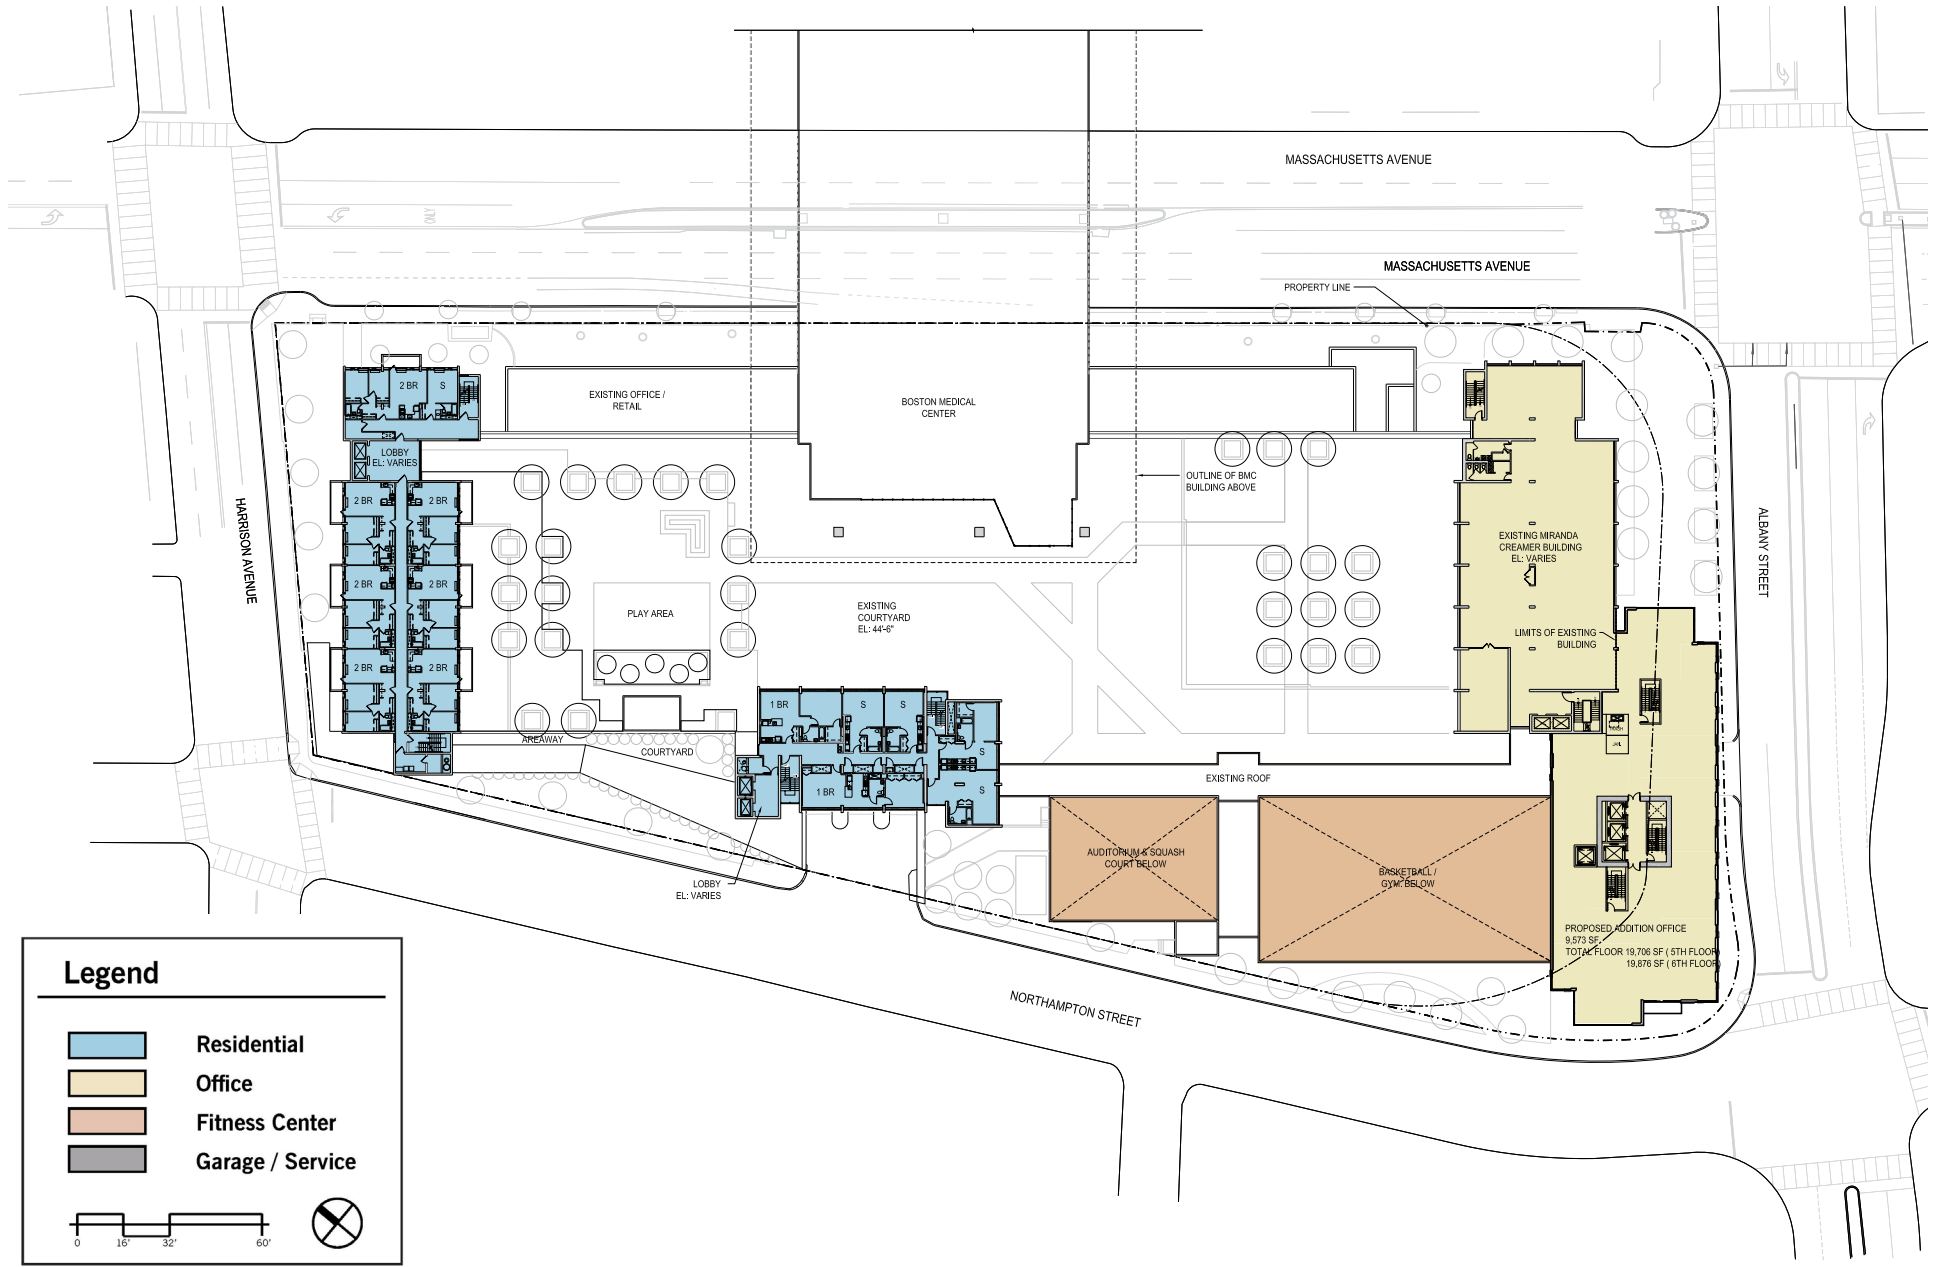 MASSACHUSETTS AVENUE
ONLY
MASSACHUSETTS AVENUE
PROPERTY LINE
2 BR
S
EXISTING OFFICE /
RETAIL
BOSTON MEDICAL
CENTER
LOBBY
EL: VARIES
OUTLINE OF BMC
BUILDING ABOVE
2 BR
2 BR
HARRISON AVENUE
ALBANY STREET
EXISTING MIRANDA
CREAMER BUILDING
EL: VARIES
2 BR
2 BR
PLAY AREA
EXISTING
COURTYARD
EL: 44'-6"
LIMITS OF EXISTING
BUILDING
2 BR
2 BR
1 BR
S
S
AREAWAY
COURTYARD
S
JAN.
EXISTING ROOF
1 BR
S
AUDITORIUM & SQUASH
COURT BELOW
BASKETBALL /
GYM. BELOW
LOBBY
EL: VARIES
PROPOSED ADDITION OFFICE
9,573 SF.
TOTAL FLOOR 19,706 SF ( 5TH FLOOR)
19,876 SF ( 6TH FLOOR)
NORTHAMPTON STREET
Legend
Residential
Office
Fitness Center
Garage / Service
0 16' 32' 60'